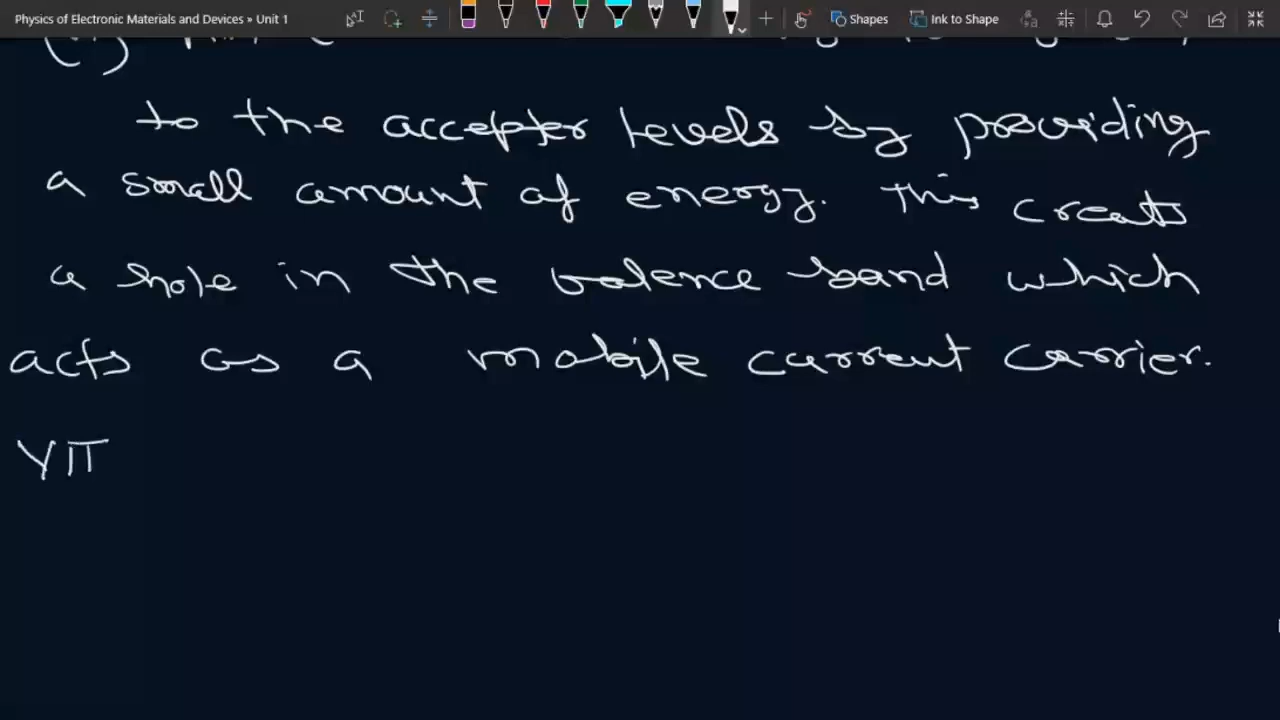 Physics of Electronic Materials and Devices » Unit 1
Shapes
Ink to Shape
to the accepter levels by providing
a small amount of energy. This creats
a hole in the valence band which
acts as a mobile current carrier.